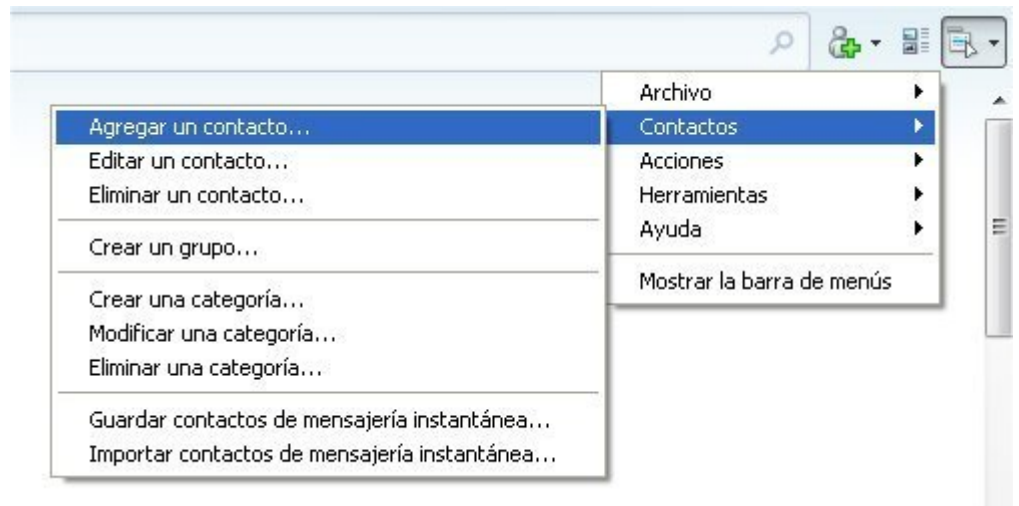 Archivo
Contactos
Acciones
Herramientas
Ayuda
Mostrar la barra de menús
Agregar un contacto...
Editar un contacto...
Eliminar un contacto...
Crear un grupo...
Crear una categoría...
Modificar una categoría...
Eliminar una categoría...
Guardar contactos de mensajería instantánea...
Importar contactos de mensajería instantánea...